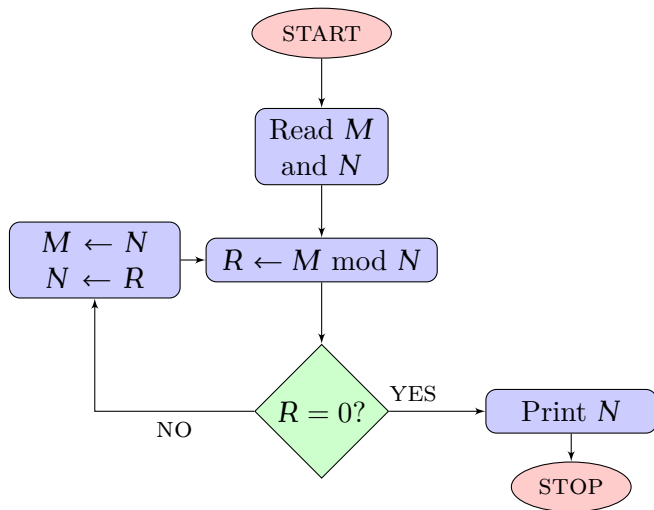 START
Read M
and N
M ← N
N ← R
R ← M mod N
R = 0?
YES
NO
Print N
STOP